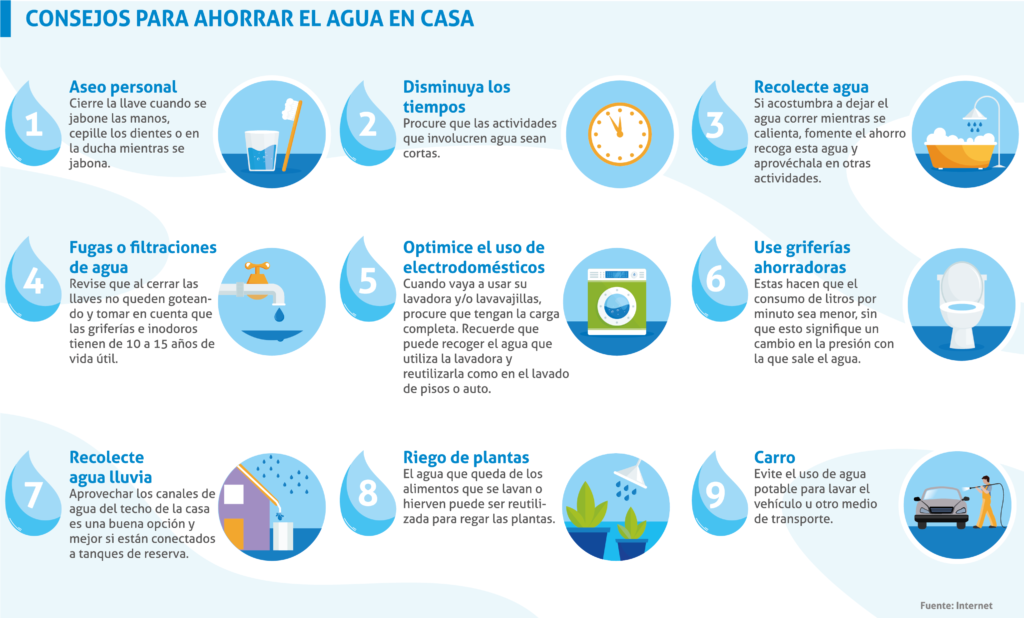 CONSEJOS PARA AHORRAR EL AGUA EN CASA
1
Aseo personal
Cierre la llave cuando se
jabone las manos,
cepille los dientes o en
la ducha mientras se
jabona.
2
Disminuya los
tiempos
Procure que las actividades
que involucren agua sean
cortas.
3
Recolecte agua
Si acostumbra a dejar el
agua correr mientras se
calienta, fomente el ahorro
recoga esta agua y
aprovéchala en otras
actividades.
4
Fugas o filtraciones
de agua
Revise que al cerrar las
llaves no queden gotean-
do y tomar en cuenta que
las griferías e inodoros
tienen de 10 a 15 años de
vida útil.
5
Optimice el uso de
electrodomésticos
Cuando vaya a usar su
lavadora y/o lavavajillas,
procure que tengan la carga
completa. Recuerde que
puede recoger el agua que
utiliza la lavadora y
reutilizarla como en el lavado
de pisos o auto.
6
Use griferías
ahorradoras
Estas hacen que el
consumo de litros por
minuto sea menor, sin
que esto signifique un
cambio en la presión con
la que sale el agua.
7
Recolecte
agua lluvia
Aprovechar los canales de
agua del techo de la casa
es una buena opción y
mejor si están conectados
a tanques de reserva.
8
Riego de plantas
El agua que queda de los
alimentos que se lavan o
hierven puede ser reutili-
zada para regar las plantas.
9
Carro
Evite el uso de agua
potable para lavar el
vehículo u otro medio
de transporte.
Fuente: Internet